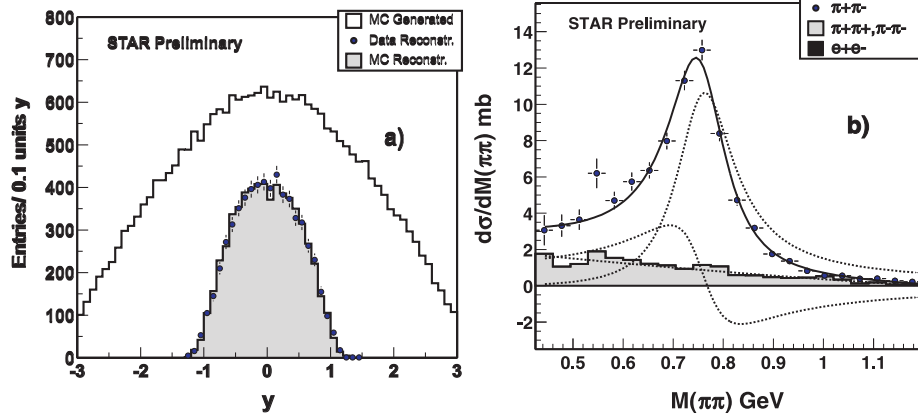 STAR Preliminary
MC Generated
Data Reconstr.
MC Reconstr.
a)
Entries/ 0.1 units y
800
700
600
500
400
300
200
100
0
-3
-2
-1
0
1
2
3
y
STAR Preliminary
π+π-
π+π+,π-π-
e+e-
b)
dσ/dM(ππ) mb
14
12
10
8
6
4
2
0
-2
0.5
0.6
0.7
0.8
0.9
1
1.1
M(ππ) GeV